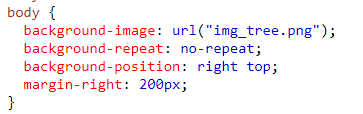 body {
  background-image: url("img_tree.png");
  background-repeat: no-repeat;
  background-position: right top;
  margin-right: 200px;
}